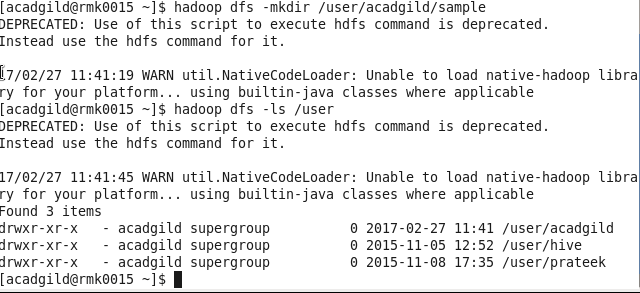 [acadgild@rmk0015 ~]$ hadoop dfs -mkdir /user/acadgild/sample
DEPRECATED: Use of this script to execute hdfs command is deprecated.
Instead use the hdfs command for it.

17/02/27 11:41:19 WARN util.NativeCodeLoader: Unable to load native-hadoop libra
ry for your platform... using builtin-java classes where applicable
[acadgild@rmk0015 ~]$ hadoop dfs -ls /user
DEPRECATED: Use of this script to execute hdfs command is deprecated.
Instead use the hdfs command for it.

17/02/27 11:41:45 WARN util.NativeCodeLoader: Unable to load native-hadoop libra
ry for your platform... using builtin-java classes where applicable
Found 3 items
drwxr-xr-x   - acadgild supergroup          0 2017-02-27 11:41 /user/acadgild
drwxr-xr-x   - acadgild supergroup          0 2015-11-05 12:52 /user/hive
drwxr-xr-x   - acadgild supergroup          0 2015-11-08 17:35 /user/prateek
[acadgild@rmk0015 ~]$